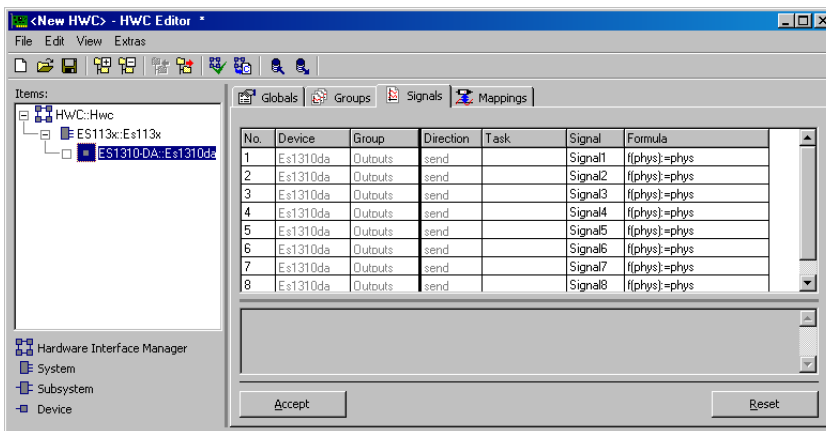 <New HWC> - HWC Editor *
File Edit View Extras
Items:
HWC::Hwc
ES113x::Es113x
ES1310-DA::Es1310da
Hardware Interface Manager
System
Subsystem
Device
Globals Groups Signals Mappings
No. Device Group Direction Task Signal Formula
1 Es1310da Outputs send Signal1 f(phys):=phys
2 Es1310da Outputs send Signal2 f(phys):=phys
3 Es1310da Outputs send Signal3 f(phys):=phys
4 Es1310da Outputs send Signal4 f(phys):=phys
5 Es1310da Outputs send Signal5 f(phys):=phys
6 Es1310da Outputs send Signal6 f(phys):=phys
7 Es1310da Outputs send Signal7 f(phys):=phys
8 Es1310da Outputs send Signal8 f(phys):=phys
Accept Reset